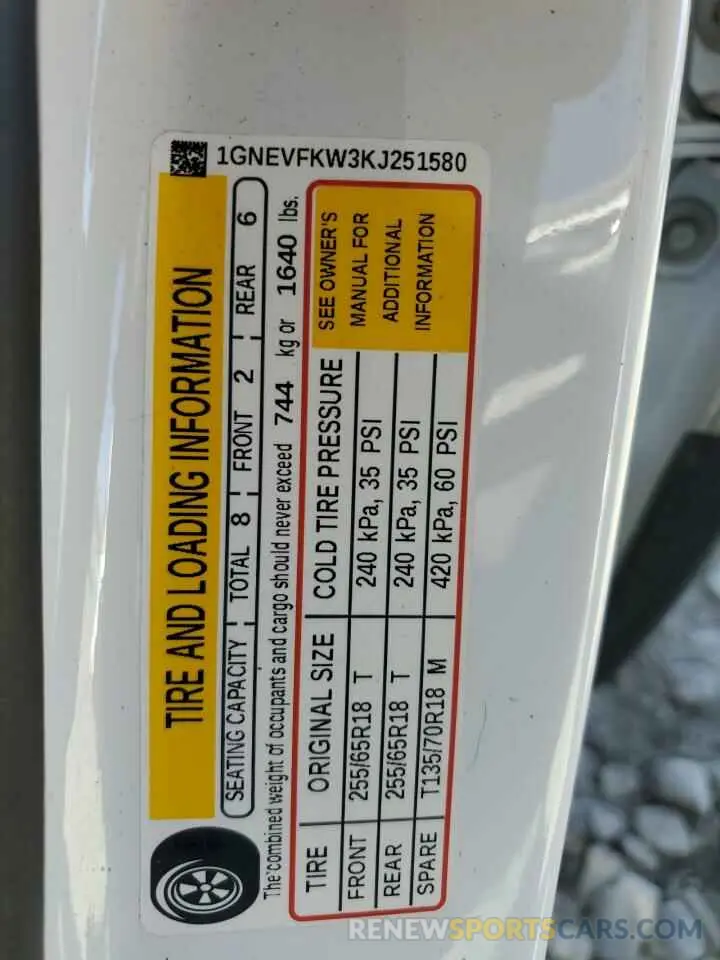 1GNEVFKW3KJ251580
TIRE AND LOADING INFORMATION
SEATING CAPACITY TOTAL 8 FRONT 2 REAR 6
The combined weight of occupants and cargo should never exceed 744 kg or 1640 lbs.
TIRE ORIGINAL SIZE COLD TIRE PRESSURE
FRONT 255/65R18 T 240 kPa, 35 PSI
REAR 255/65R18 T 240 kPa, 35 PSI
SPARE T135/70R18 M 420 kPa, 60 PSI
SEE OWNER'S
MANUAL FOR
ADDITIONAL
INFORMATION
RENEWSPORTSCARS.COM